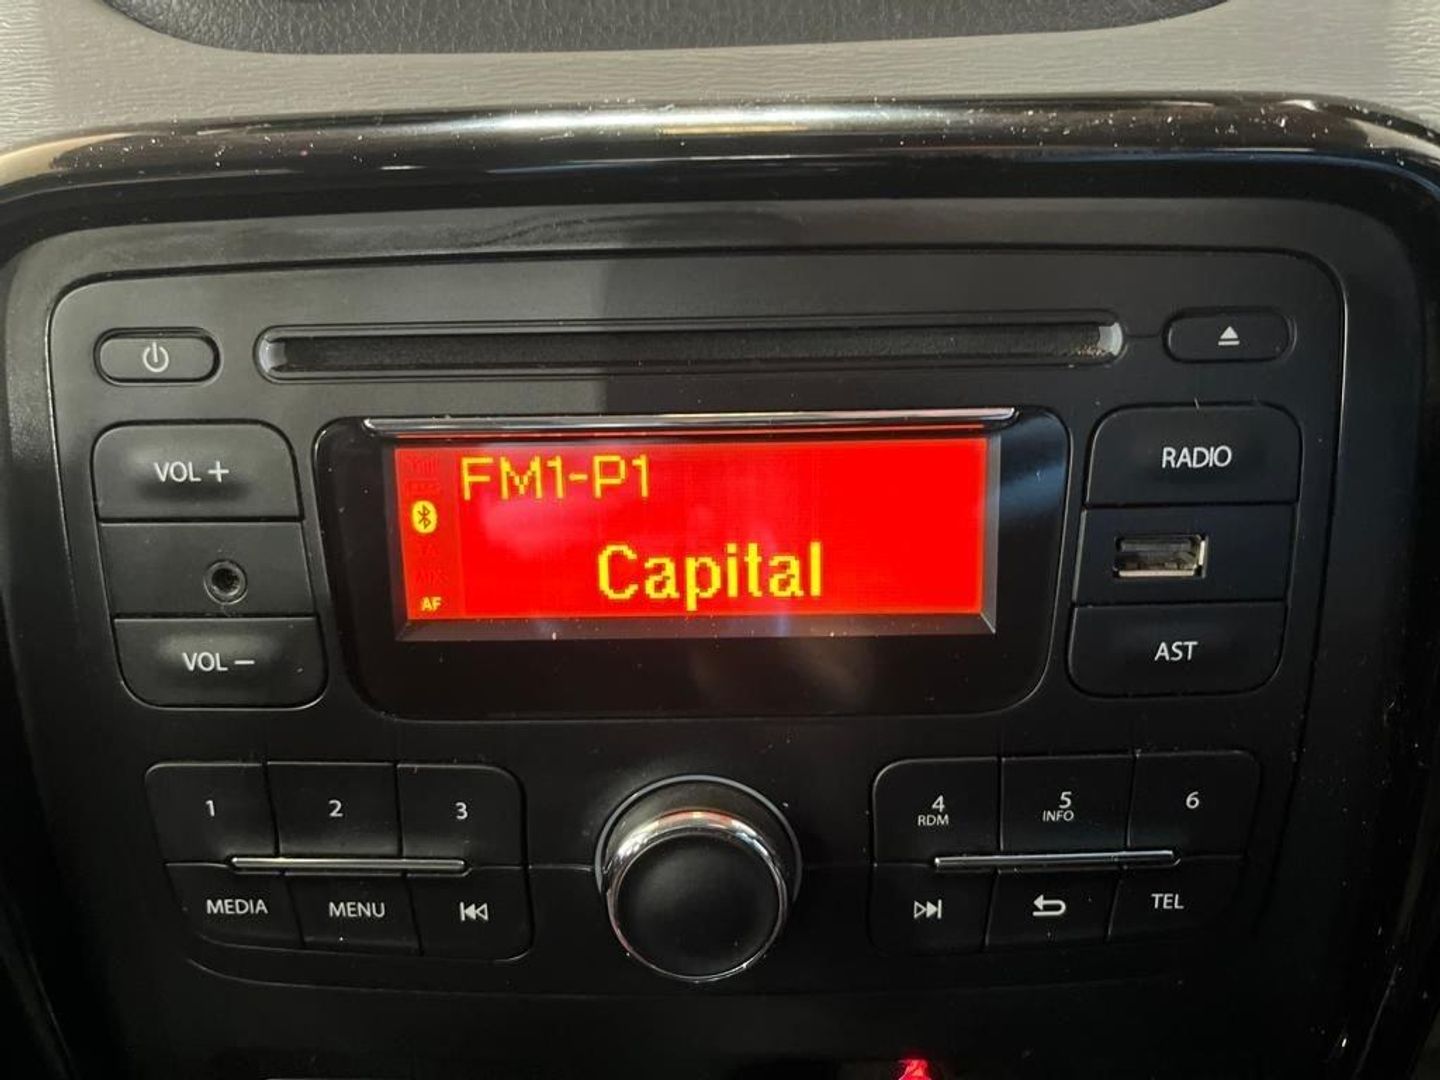 FM1-P1
Capital
AF
VOL +
VOL −
RADIO
AST
1
2
3
4
RDM
5
INFO
6
MEDIA
MENU
TEL